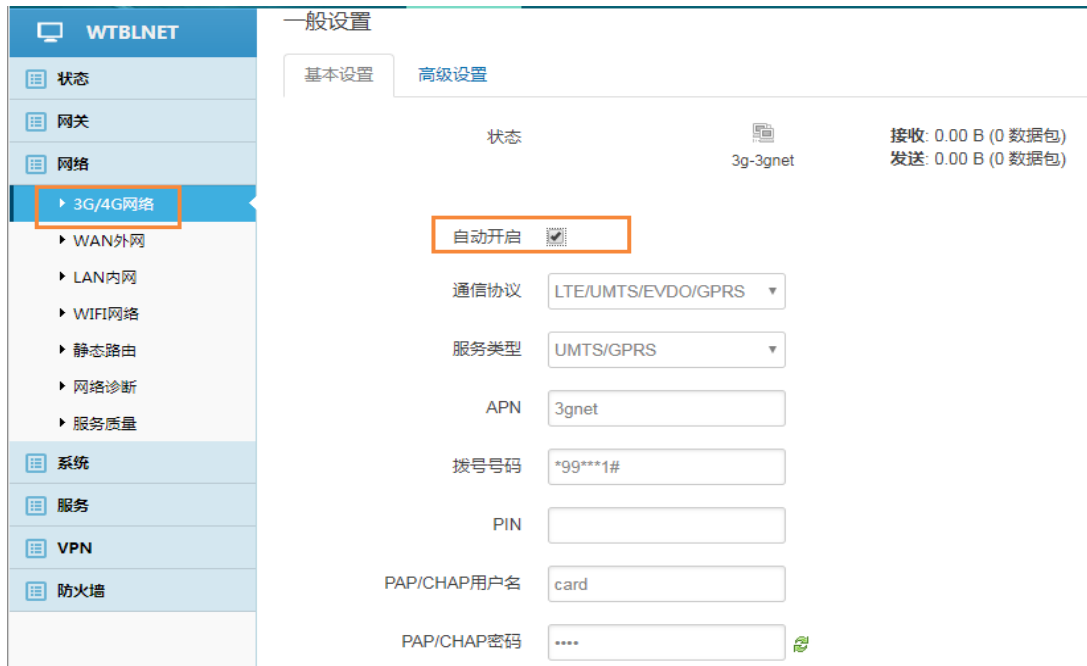 WTBLNET
状态
网关
网络
3G/4G网络
WAN外网
LAN内网
WIFI网络
静态路由
网络诊断
服务质量
系统
服务
VPN
防火墙
一般设置
基本设置 高级设置
状态
3g-3gnet
接收: 0.00 B (0 数据包)
发送: 0.00 B (0 数据包)
自动开启
通信协议 LTE/UMTS/EVDO/GPRS
服务类型 UMTS/GPRS
APN 3gnet
拨号号码 *99***1#
PIN
PAP/CHAP用户名 card
PAP/CHAP密码 ••••